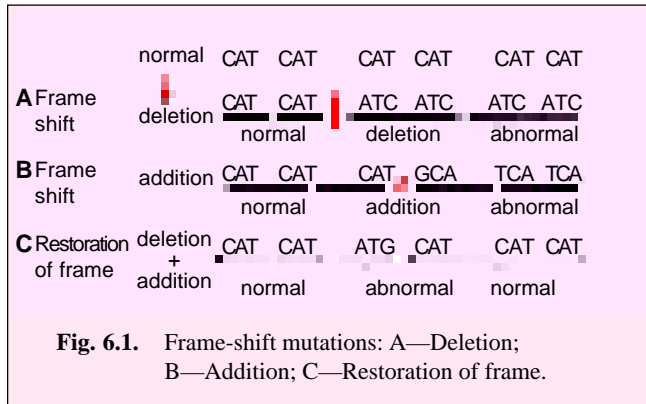 normal CAT CAT CAT CAT CAT CAT
A Frame shift deletion CAT CAT ATC ATC ATC ATC
normal deletion abnormal
B Frame shift addition CAT CAT CAT GCA TCA TCA
normal addition abnormal
C Restoration of frame deletion + addition CAT CAT ATG CAT CAT CAT
normal abnormal normal
Fig. 6.1. Frame-shift mutations: A—Deletion;
B—Addition; C—Restoration of frame.